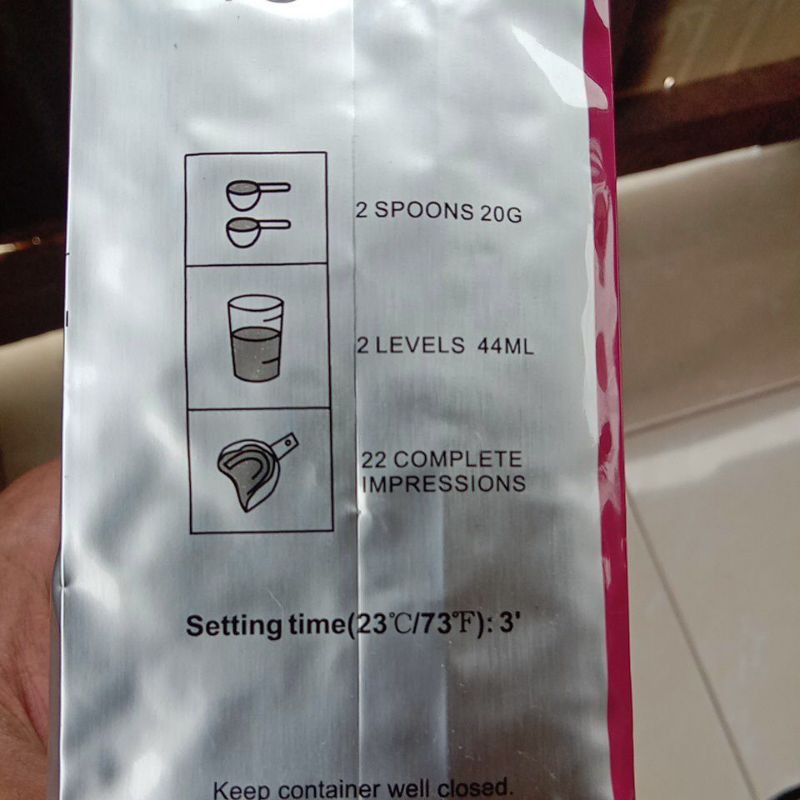 2 SPOONS 20G
2 LEVELS 44ML
22 COMPLETE
IMPRESSIONS
Setting time(23℃/73℉): 3'
Keep container well closed.